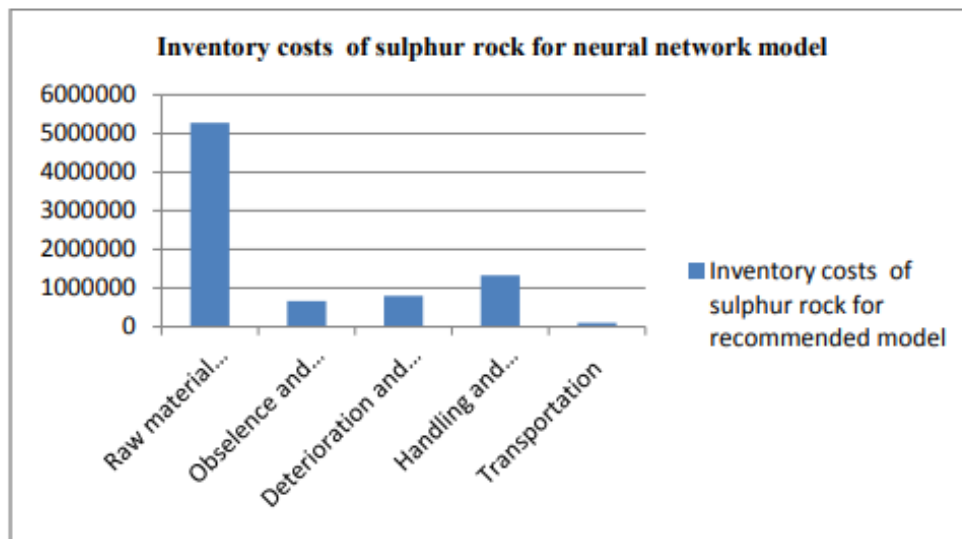 Inventory costs of sulphur rock for neural network model
6000000
5000000
4000000
3000000
2000000
1000000
0
Raw material...
Obselence and...
Deterioration and...
Handling and...
Transportation
Inventory costs of
sulphur rock for
recommended model